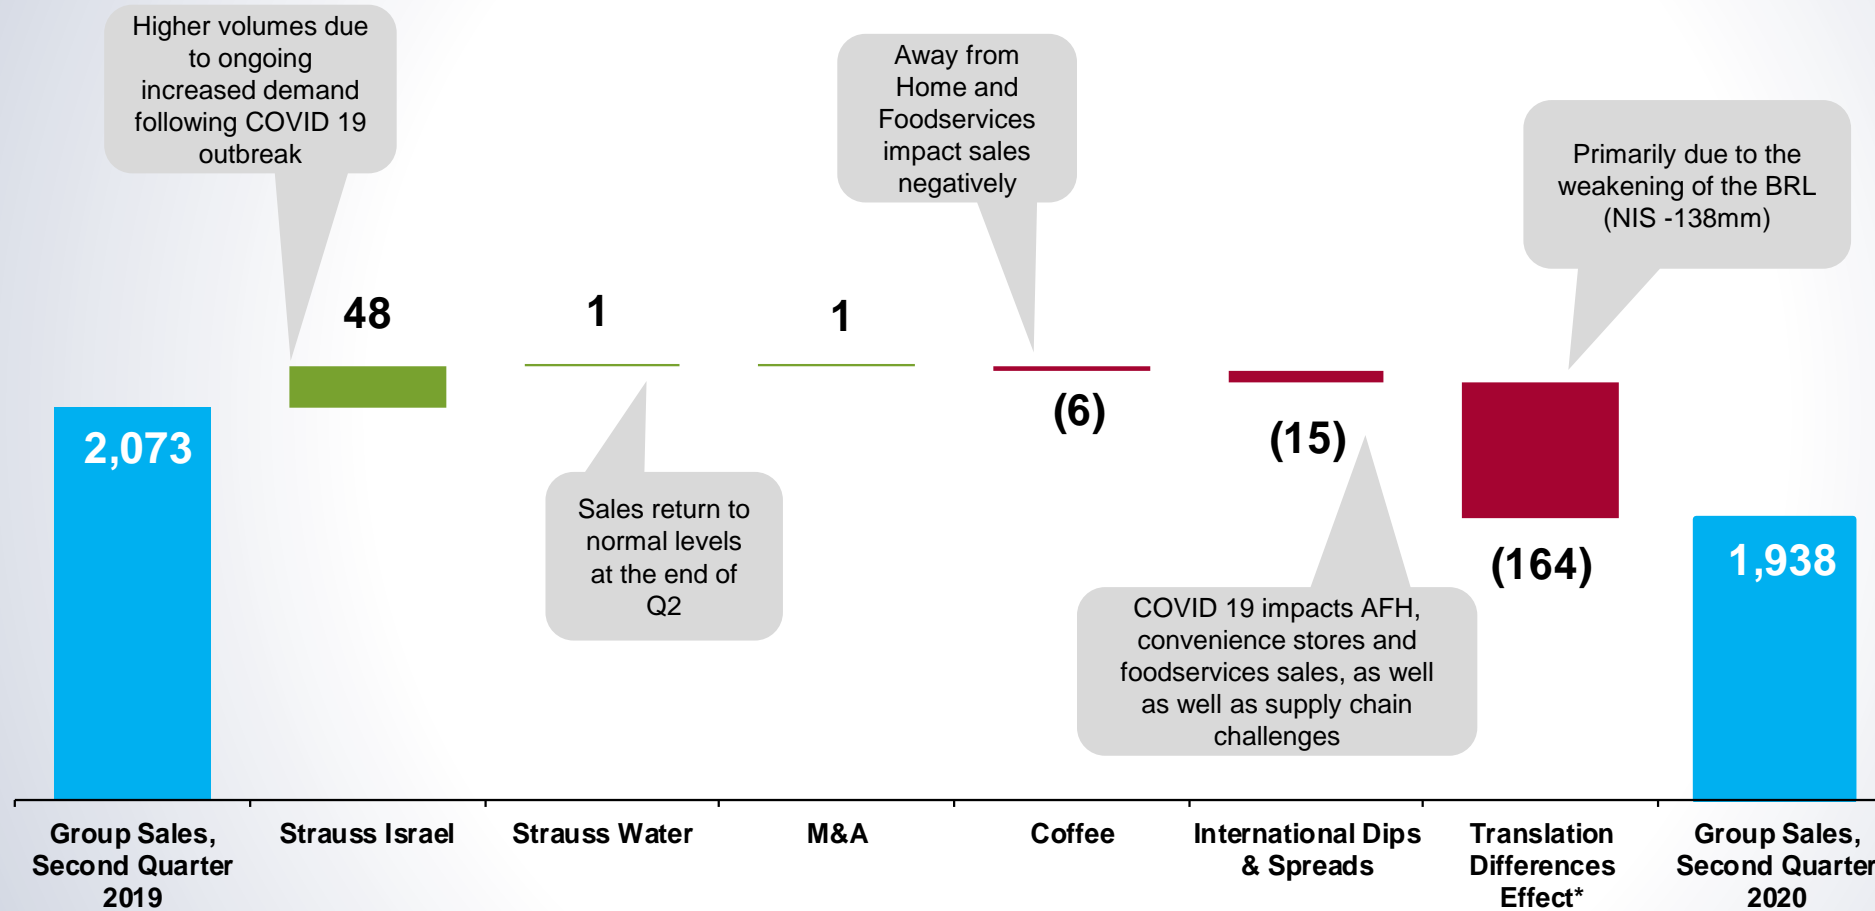 Higher volumes due
to ongoing
increased demand
following COVID 19
outbreak
Away from
Home and
Foodservices
impact sales
negatively
Primarily due to the
weakening of the BRL
(NIS -138mm)
48
1
1
(6)
(15)
(164)
2,073
1,938
Sales return to
normal levels
at the end of
Q2
COVID 19 impacts AFH,
convenience stores and
foodservices sales, as well
as well as supply chain
challenges
Group Sales,
Second Quarter
2019
Strauss Israel
Strauss Water
M&A
Coffee
International Dips
& Spreads
Translation
Differences
Effect*
Group Sales,
Second Quarter
2020